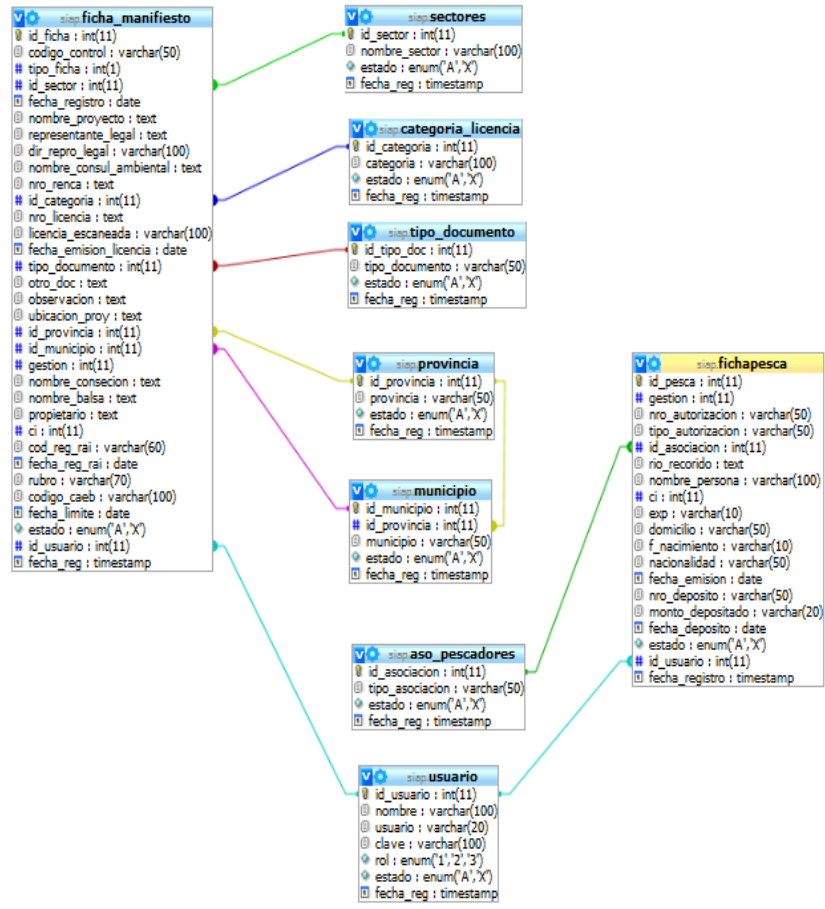 siap.ficha_manifiesto
id_ficha : int(11)
codigo_control : varchar(50)
tipo_ficha : int(1)
id_sector : int(11)
fecha_registro : date
nombre_proyecto : text
representante_legal : text
dir_repro_legal : varchar(100)
nombre_consul_ambiental : text
nro_renca : text
id_categoria : int(11)
nro_licencia : text
licencia_escaneada : varchar(100)
fecha_emision_licencia : date
tipo_documento : int(11)
otro_doc : text
observacion : text
ubicacion_proy : text
id_provincia : int(11)
id_municipio : int(11)
gestion : int(11)
nombre_consecion : text
nombre_balsa : text
propietario : text
ci : int(11)
cod_reg_rai : varchar(60)
fecha_reg_rai : date
rubro : varchar(70)
codigo_caeb : varchar(100)
fecha_limite : date
estado : enum('A','X')
id_usuario : int(11)
fecha_reg : timestamp
siap.sectores
id_sector : int(11)
nombre_sector : varchar(100)
estado : enum('A','X')
fecha_reg : timestamp
siap.categoria_licencia
id_categoria : int(11)
categoria : varchar(100)
estado : enum('A','X')
fecha_reg : timestamp
siap.tipo_documento
id_tipo_doc : int(11)
tipo_documento : varchar(50)
estado : enum('A','X')
fecha_reg : timestamp
siap.provincia
id_provincia : int(11)
provincia : varchar(50)
estado : enum('A','X')
fecha_reg : timestamp
siap.municipio
id_municipio : int(11)
id_provincia : int(11)
municipio : varchar(50)
estado : enum('A','X')
fecha_reg : timestamp
siap.aso_pescadores
id_asociacion : int(11)
tipo_asociacion : varchar(50)
estado : enum('A','X')
fecha_reg : timestamp
siap.usuario
id_usuario : int(11)
nombre : varchar(100)
usuario : varchar(20)
clave : varchar(100)
rol : enum('1','2','3')
estado : enum('A','X')
fecha_reg : timestamp
siap.fichapesca
id_pesca : int(11)
gestion : int(11)
nro_autorizacion : varchar(50)
tipo_autorizacion : varchar(50)
id_asociacion : int(11)
rio_recorido : text
nombre_persona : varchar(100)
ci : int(11)
exp : varchar(10)
domicilio : varchar(50)
f_nacimiento : varchar(10)
nacionalidad : varchar(50)
fecha_emision : date
nro_deposito : varchar(50)
monto_depositado : varchar(20)
fecha_deposito : date
estado : enum('A','X')
id_usuario : int(11)
fecha_registro : timestamp